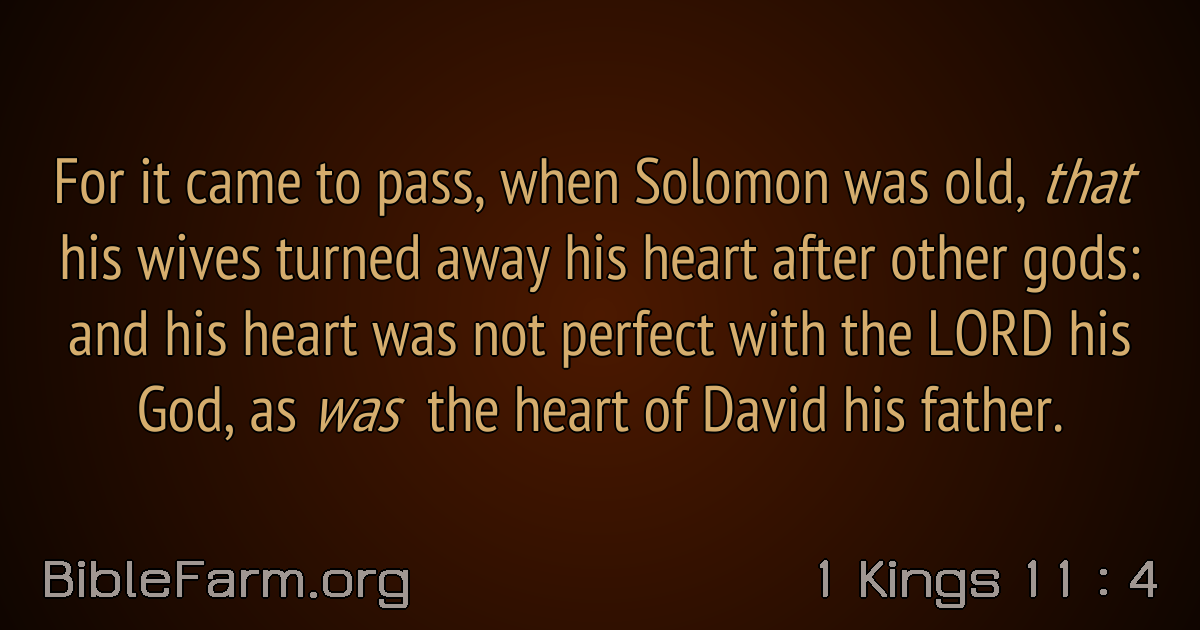 For it came to pass, when Solomon was old, that
his wives turned away his heart after other gods:
and his heart was not perfect with the LORD his
God, as was the heart of David his father.
BibleFarm.org
1 Kings 11 : 4